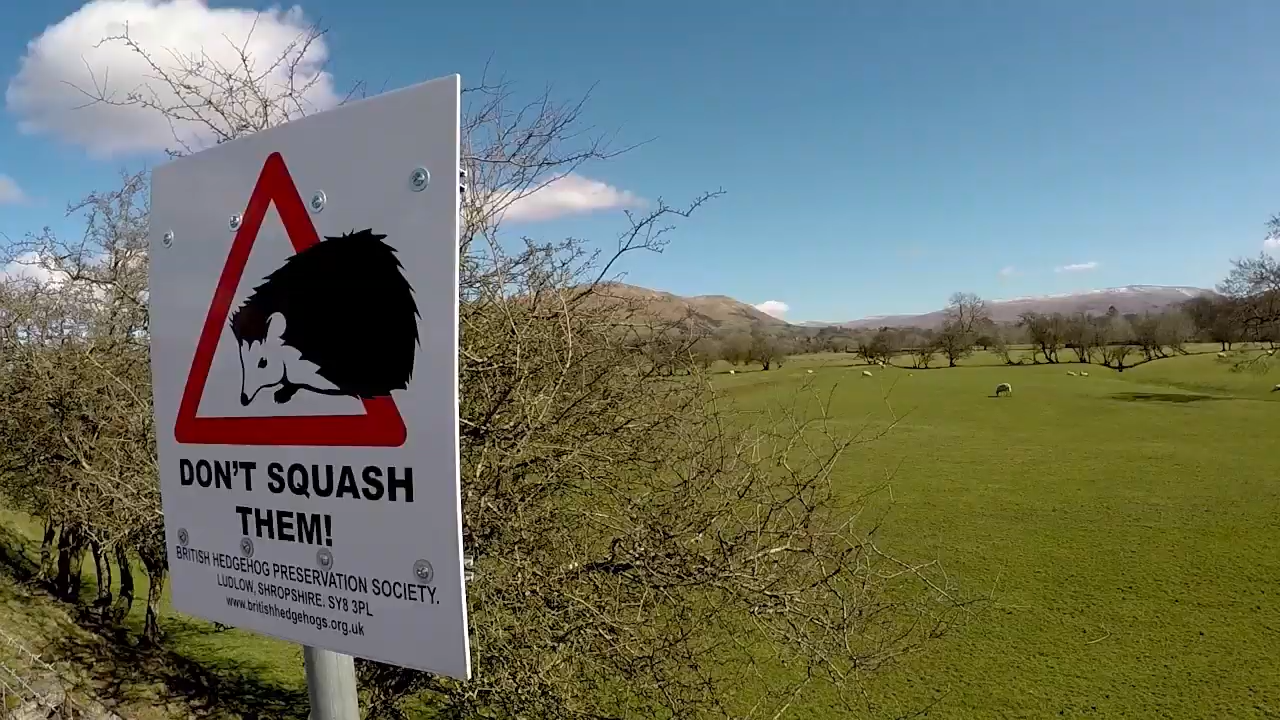 DON'T SQUASH
THEM!
BRITISH HEDGEHOG PRESERVATION SOCIETY.
LUDLOW, SHROPSHIRE. SY8 3PL
www.britishhedgehogs.org.uk